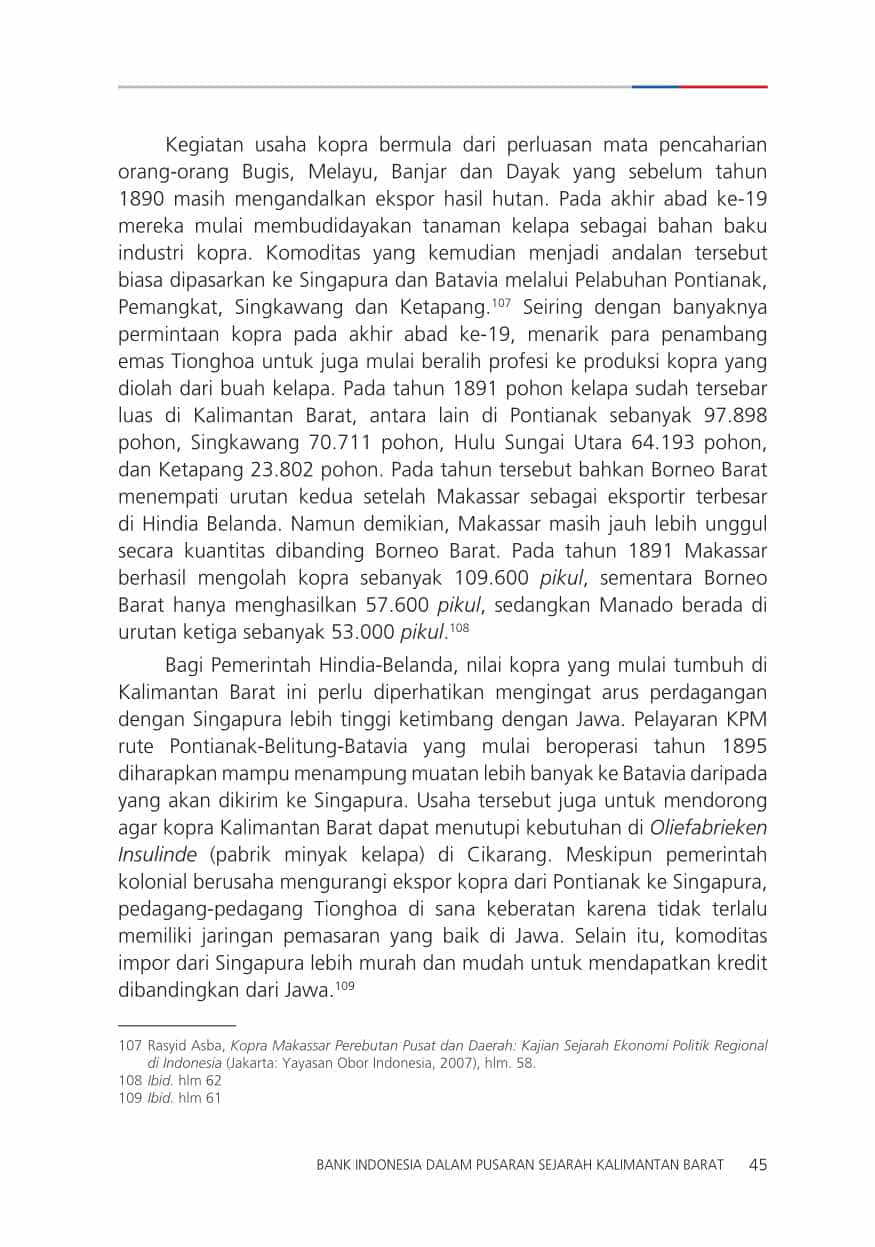 Kegiatan usaha kopra bermula dari perluasan mata pencaharian
orang-orang Bugis, Melayu, Banjar dan Dayak yang sebelum tahun
1890 masih mengandalkan ekspor hasil hutan. Pada akhir abad ke-19
mereka mulai membudidayakan tanaman kelapa sebagai bahan baku
industri kopra. Komoditas yang kemudian menjadi andalan tersebut
biasa dipasarkan ke Singapura dan Batavia melalui Pelabuhan Pontianak,
Pemangkat, Singkawang dan Ketapang.107 Seiring dengan banyaknya
permintaan kopra pada akhir abad ke-19, menarik para penambang
emas Tionghoa untuk juga mulai beralih profesi ke produksi kopra yang
diolah dari buah kelapa. Pada tahun 1891 pohon kelapa sudah tersebar
luas di Kalimantan Barat, antara lain di Pontianak sebanyak 97.898
pohon, Singkawang 70.711 pohon, Hulu Sungai Utara 64.193 pohon,
dan Ketapang 23.802 pohon. Pada tahun tersebut bahkan Borneo Barat
menempati urutan kedua setelah Makassar sebagai eksportir terbesar
di Hindia Belanda. Namun demikian, Makassar masih jauh lebih unggul
secara kuantitas dibanding Borneo Barat. Pada tahun 1891 Makassar
berhasil mengolah kopra sebanyak 109.600 pikul, sementara Borneo
Barat hanya menghasilkan 57.600 pikul, sedangkan Manado berada di
urutan ketiga sebanyak 53.000 pikul.108
Bagi Pemerintah Hindia-Belanda, nilai kopra yang mulai tumbuh di
Kalimantan Barat ini perlu diperhatikan mengingat arus perdagangan
dengan Singapura lebih tinggi ketimbang dengan Jawa. Pelayaran KPM
rute Pontianak-Belitung-Batavia yang mulai beroperasi tahun 1895
diharapkan mampu menampung muatan lebih banyak ke Batavia daripada
yang akan dikirim ke Singapura. Usaha tersebut juga untuk mendorong
agar kopra Kalimantan Barat dapat menutupi kebutuhan di Oliefabrieken
Insulinde (pabrik minyak kelapa) di Cikarang. Meskipun pemerintah
kolonial berusaha mengurangi ekspor kopra dari Pontianak ke Singapura,
pedagang-pedagang Tionghoa di sana keberatan karena tidak terlalu
memiliki jaringan pemasaran yang baik di Jawa. Selain itu, komoditas
impor dari Singapura lebih murah dan mudah untuk mendapatkan kredit
dibandingkan dari Jawa.109
107 Rasyid Asba, Kopra Makassar Perebutan Pusat dan Daerah: Kajian Sejarah Ekonomi Politik Regional
di Indonesia (Jakarta: Yayasan Obor Indonesia, 2007), hlm. 58.
108 Ibid. hlm 62
109 Ibid. hlm 61
BANK INDONESIA DALAM PUSARAN SEJARAH KALIMANTAN BARAT 45